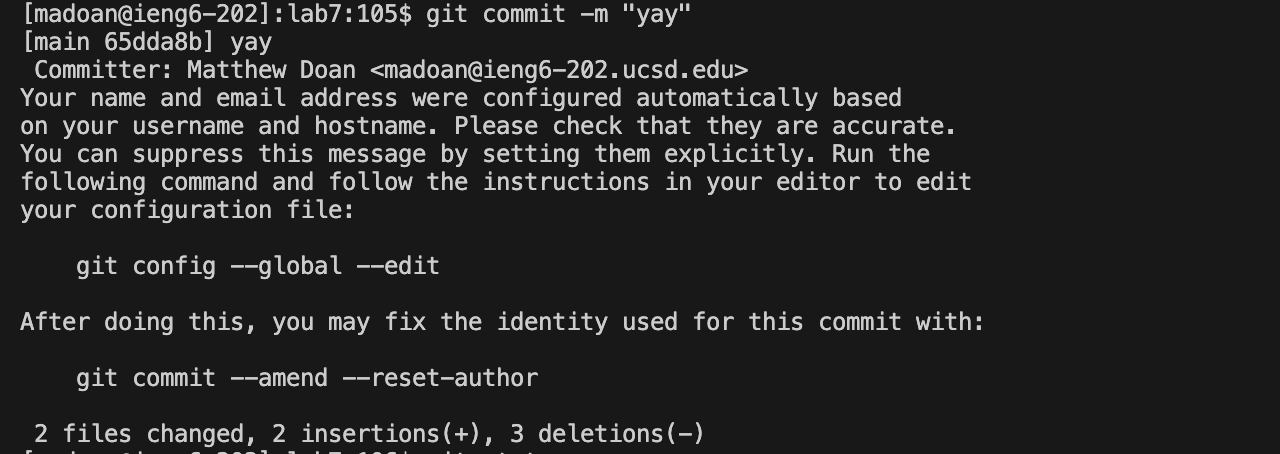 [madoan@ieng6-202]:lab7:105$ git commit -m "yay"
[main 65dda8b] yay
Committer: Matthew Doan <madoan@ieng6-202.ucsd.edu>
Your name and email address were configured automatically based
on your username and hostname. Please check that they are accurate.
You can suppress this message by setting them explicitly. Run the
following command and follow the instructions in your editor to edit
your configuration file:
git config --global --edit
After doing this, you may fix the identity used for this commit with:
git commit --amend --reset-author
2 files changed, 2 insertions(+), 3 deletions(-)